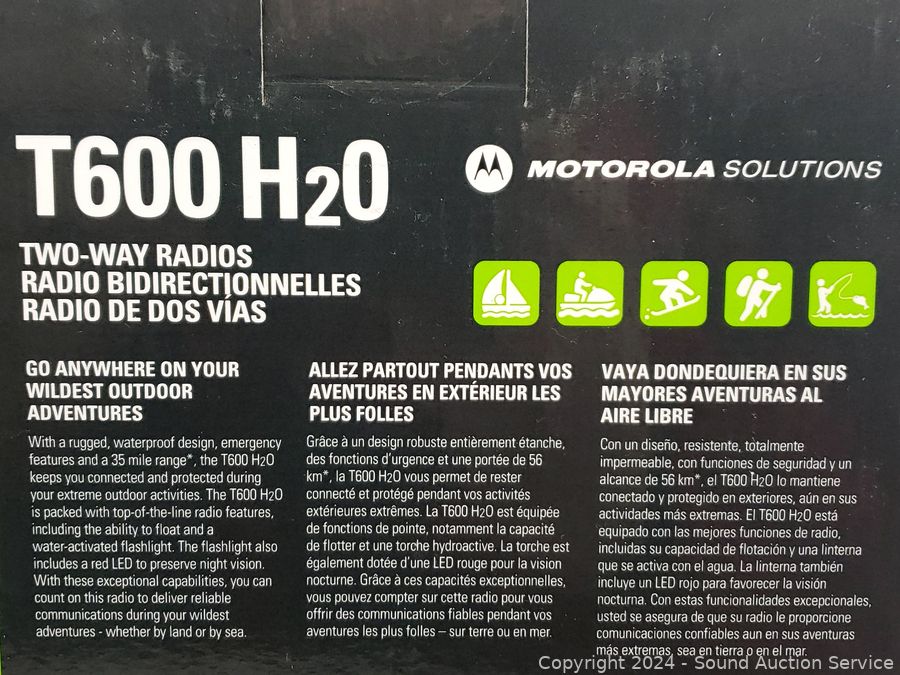 T600 H2O
MOTOROLA SOLUTIONS
TWO-WAY RADIOS
RADIO BIDIRECTIONNELLES
RADIO DE DOS VÍAS
GO ANYWHERE ON YOUR
WILDEST OUTDOOR
ADVENTURES
With a rugged, waterproof design, emergency
features and a 35 mile range*, the T600 H2O
keeps you connected and protected during
your extreme outdoor activities. The T600 H2O
is packed with top-of-the-line radio features,
including the ability to float and a
water-activated flashlight. The flashlight also
includes a red LED to preserve night vision.
With these exceptional capabilities, you can
count on this radio to deliver reliable
communications during your wildest
adventures - whether by land or by sea.
ALLEZ PARTOUT PENDANTS VOS
AVENTURES EN EXTÉRIEUR LES
PLUS FOLLES
Grâce à un design robuste entièrement étanche,
des fonctions d'urgence et une portée de 56
km*, la T600 H2O vous permet de rester
connecté et protégé pendant vos activités
extérieures extrêmes. La T600 H2O est équipée
de fonctions de pointe, notamment la capacité
de flotter et une torche hydroactive. La torche est
également dotée d'une LED rouge pour la vision
nocturne. Grâce à ces capacités exceptionnelles,
vous pouvez compter sur cette radio pour vous
offrir des communications fiables pendant vos
aventures les plus folles – sur terre ou en mer.
VAYA DONDEQUIERA EN SUS
MAYORES AVENTURAS AL
AIRE LIBRE
Con un diseño, resistente, totalmente
impermeable, con funciones de seguridad y un
alcance de 56 km*, el T600 H2O lo mantiene
conectado y protegido en exteriores, aún en sus
actividades más extremas. El T600 H2O está
equipado con las mejores funciones de radio,
incluidas su capacidad de flotación y una linterna
que se activa con el agua. La linterna también
incluye un LED rojo para favorecer la visión
nocturna. Con estas funcionalidades excepcionales,
usted se asegura de que su radio le proporcione
comunicaciones confiables aun en sus aventuras
más extremas, sea en tierra o en el mar.
Copyright 2024 - Sound Auction Service